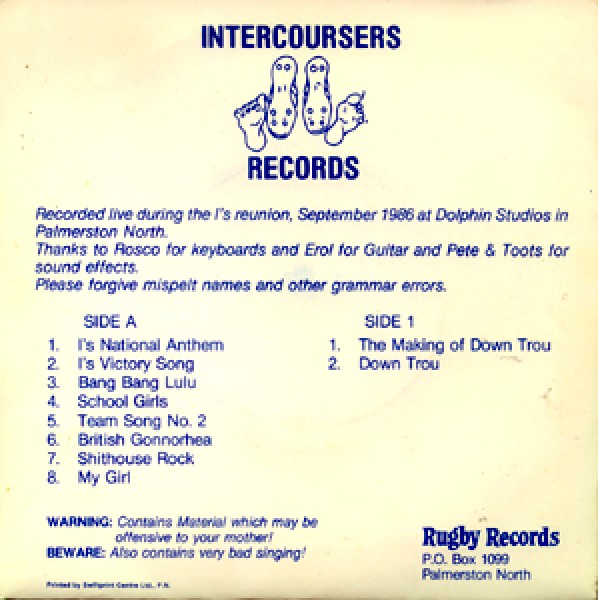 INTERCOURSERS
RECORDS
Recorded live during the I's reunion, September 1986 at Dolphin Studios in
Palmerston North.
Thanks to Rosco for keyboards and Erol for Guitar and Pete & Toots for
sound effects.
Please forgive mispelt names and other grammar errors.
SIDE A
1. I's National Anthem
2. I's Victory Song
3. Bang Bang Lulu
4. School Girls
5. Team Song No. 2
6. British Gonnorhea
7. Shithouse Rock
8. My Girl
SIDE 1
1. The Making of Down Trou
2. Down Trou
WARNING: Contains Material which may be
offensive to your mother!
BEWARE: Also contains very bad singing!
Rugby Records
P.O. Box 1099
Palmerston North
Printed by Swiftprint Centre Ltd., P.N.